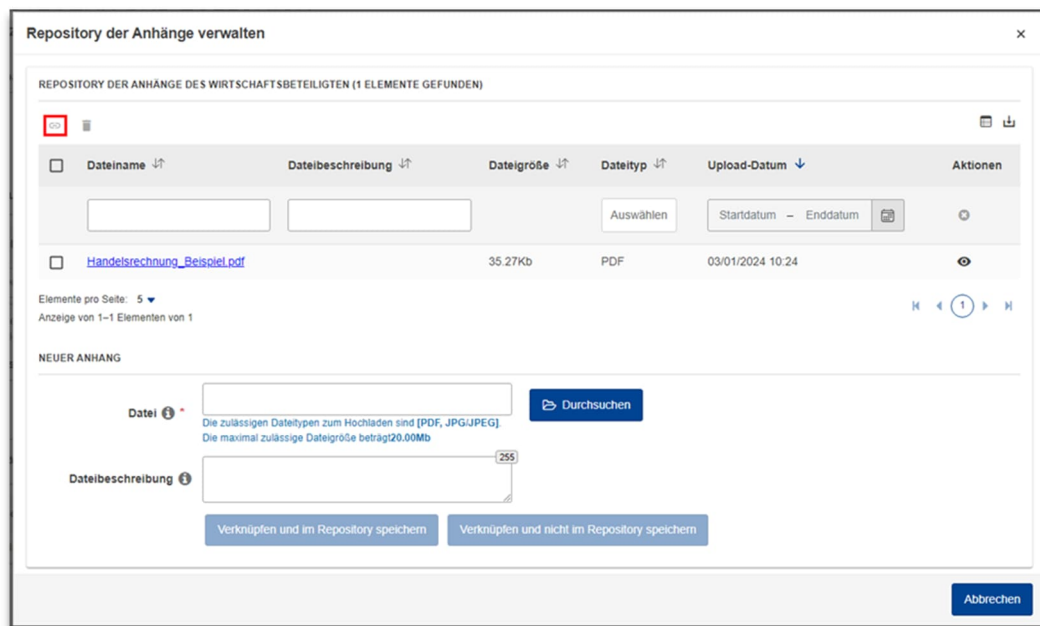 Repository der Anhänge verwalten
REPOSITORY DER ANHÄNGE DES WIRTSCHAFTSBETEILIGTEN (1 ELEMENTE GEFUNDEN)
Dateiname Dateibeschreibung Dateigröße Dateityp Upload-Datum Aktionen
Auswählen Startdatum – Enddatum
Handelsrechnung_Beispiel.pdf 35.27Kb PDF 03/01/2024 10:24
Elemente pro Seite: 5
Anzeige von 1–1 Elementen von 1
1
NEUER ANHANG
Datei *
Durchsuchen
Die zulässigen Dateitypen zum Hochladen sind [PDF, JPG/JPEG].
Die maximal zulässige Dateigröße beträgt20.00Mb
255
Dateibeschreibung
Verknüpfen und im Repository speichern Verknüpfen und nicht im Repository speichern
Abbrechen